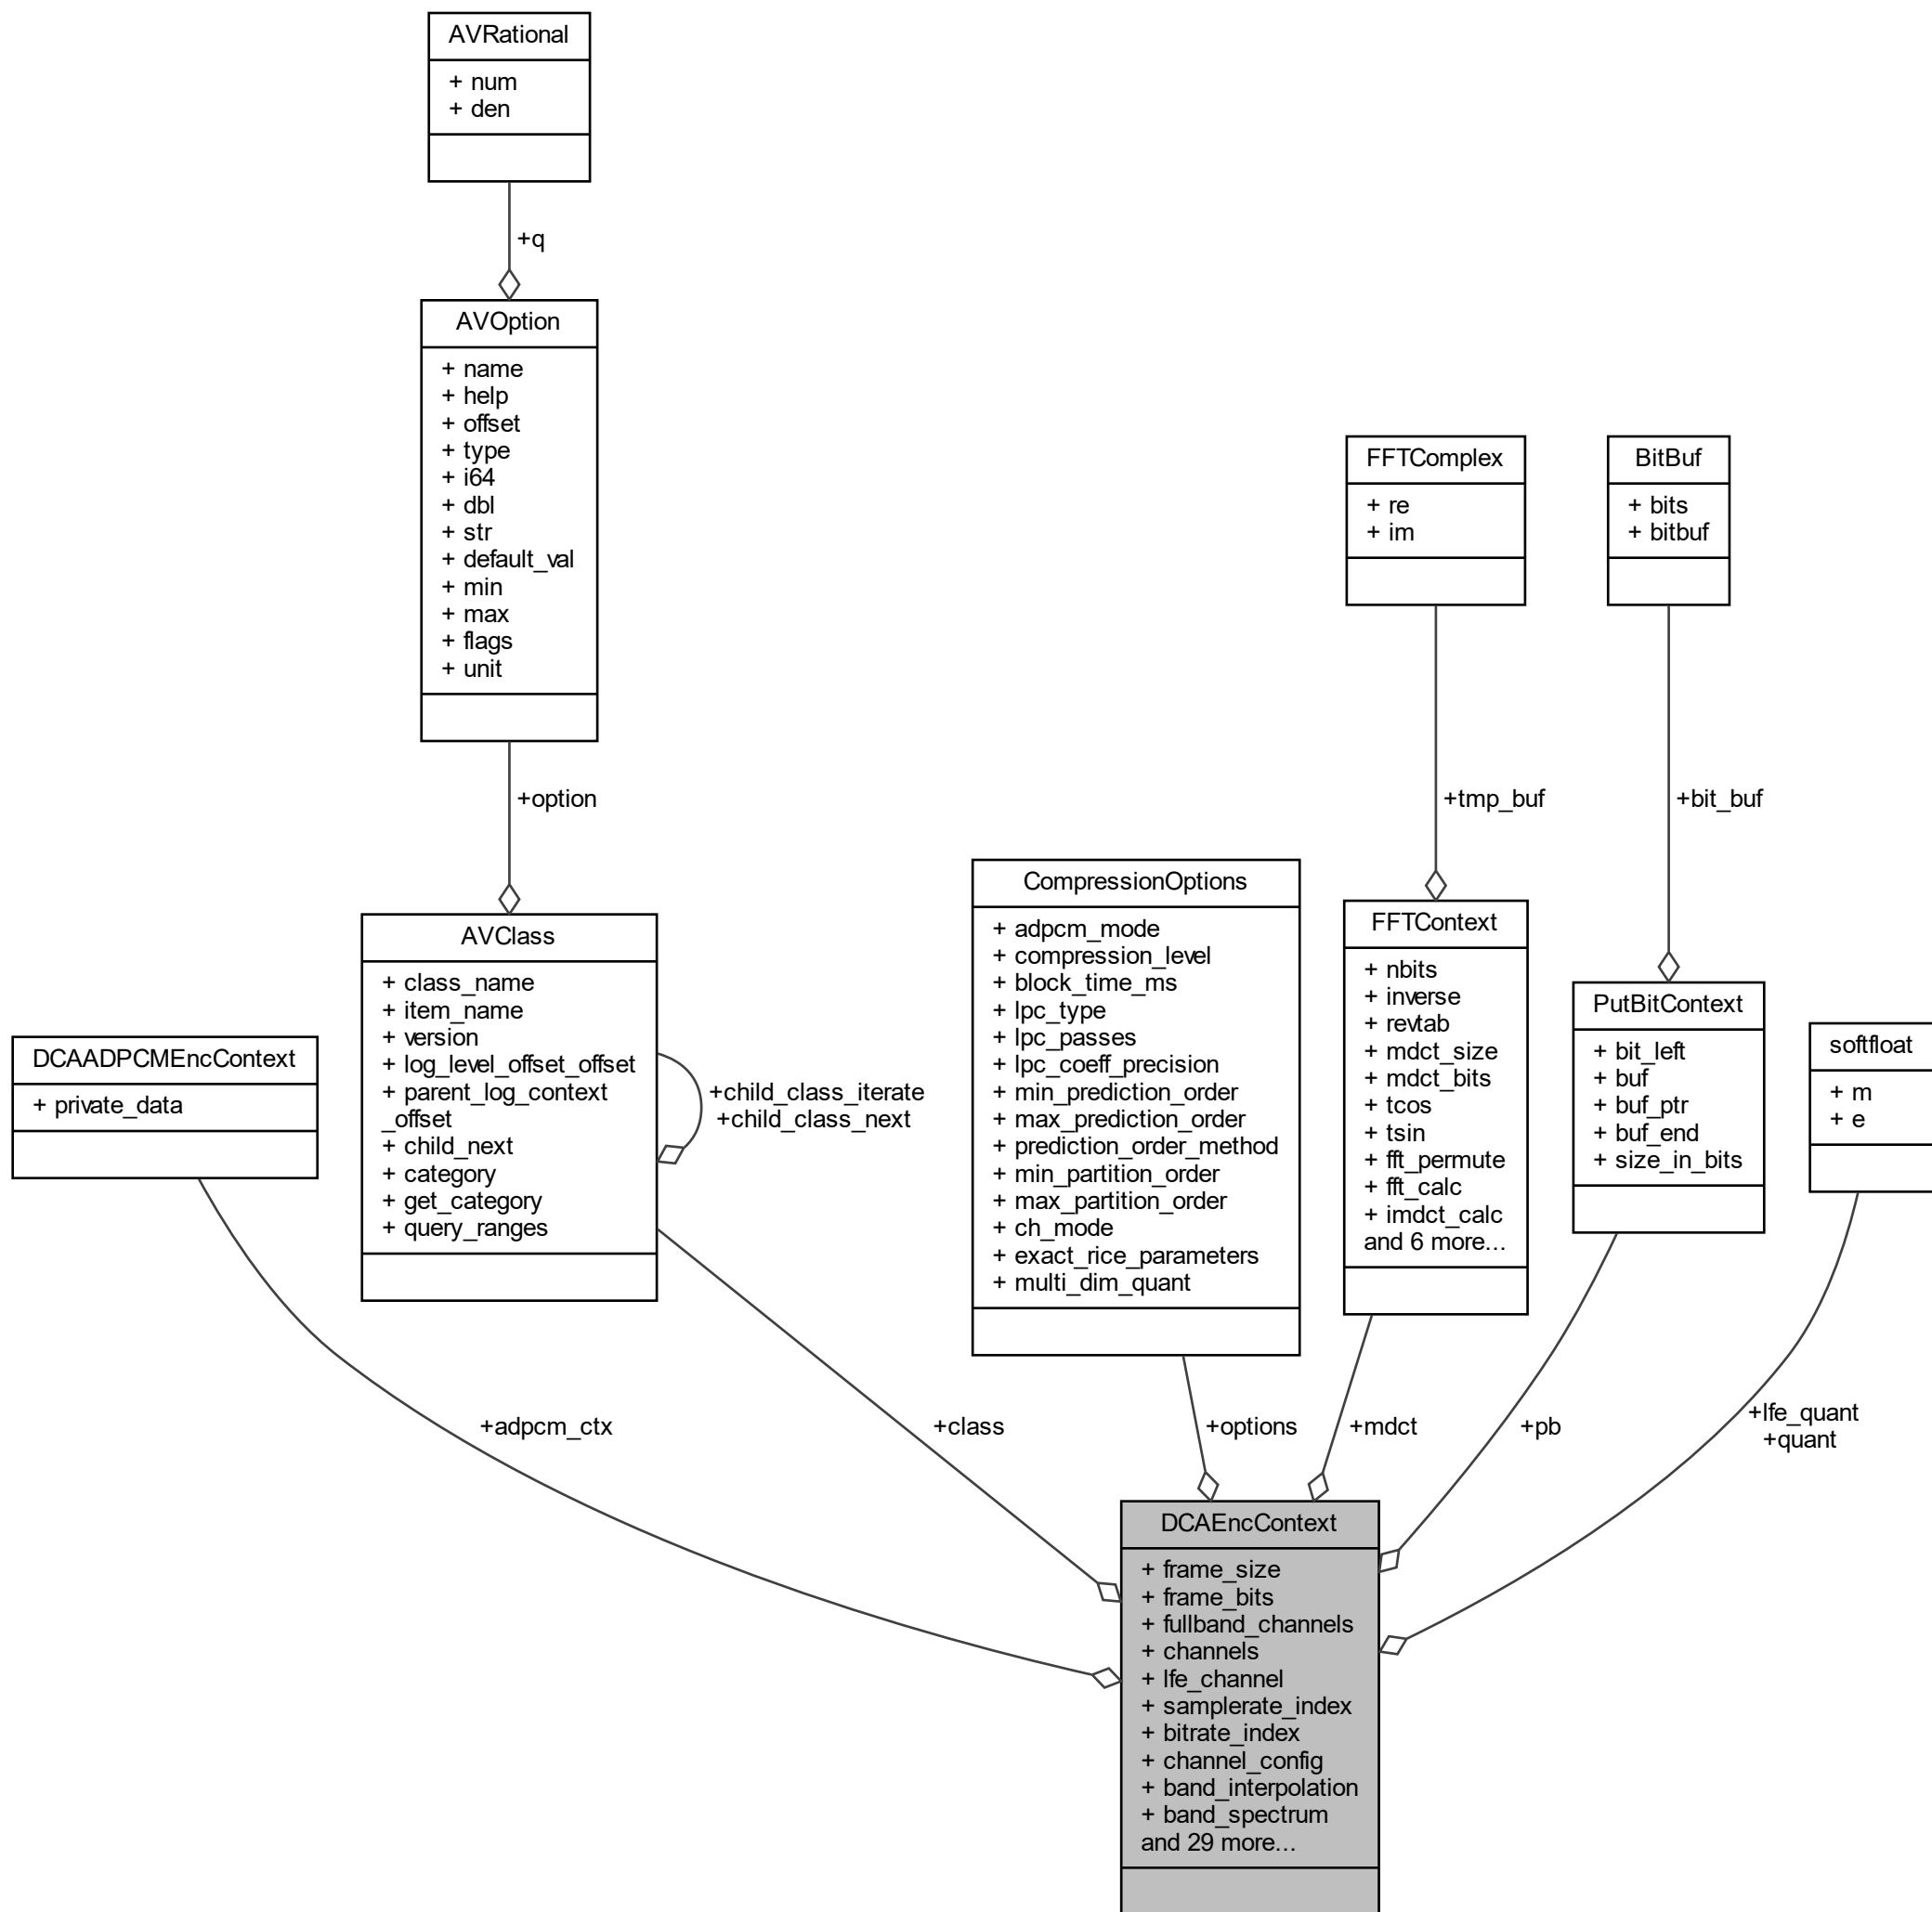 AVRational
+ num
+ den
+q
AVOption
+ name
+ help
+ offset
+ type
+ i64
+ dbl
+ str
+ default_val
+ min
+ max
+ flags
+ unit
+option
FFTComplex
+ re
+ im
+tmp_buf
BitBuf
+ bits
+ bitbuf
+bit_buf
DCAADPCMEncContext
+ private_data
AVClass
+ class_name
+ item_name
+ version
+ log_level_offset_offset
+ parent_log_context
_offset
+ child_next
+ category
+ get_category
+ query_ranges
+child_class_iterate
+child_class_next
CompressionOptions
+ adpcm_mode
+ compression_level
+ block_time_ms
+ lpc_type
+ lpc_passes
+ lpc_coeff_precision
+ min_prediction_order
+ max_prediction_order
+ prediction_order_method
+ min_partition_order
+ max_partition_order
+ ch_mode
+ exact_rice_parameters
+ multi_dim_quant
FFTContext
+ nbits
+ inverse
+ revtab
+ mdct_size
+ mdct_bits
+ tcos
+ tsin
+ fft_permute
+ fft_calc
+ imdct_calc
and 6 more...
PutBitContext
+ bit_left
+ buf
+ buf_ptr
+ buf_end
+ size_in_bits
softfloat
+ m
+ e
+adpcm_ctx
+class
+options
+mdct
+pb
+lfe_quant
+quant
DCAEncContext
+ frame_size
+ frame_bits
+ fullband_channels
+ channels
+ lfe_channel
+ samplerate_index
+ bitrate_index
+ channel_config
+ band_interpolation
+ band_spectrum
and 29 more...